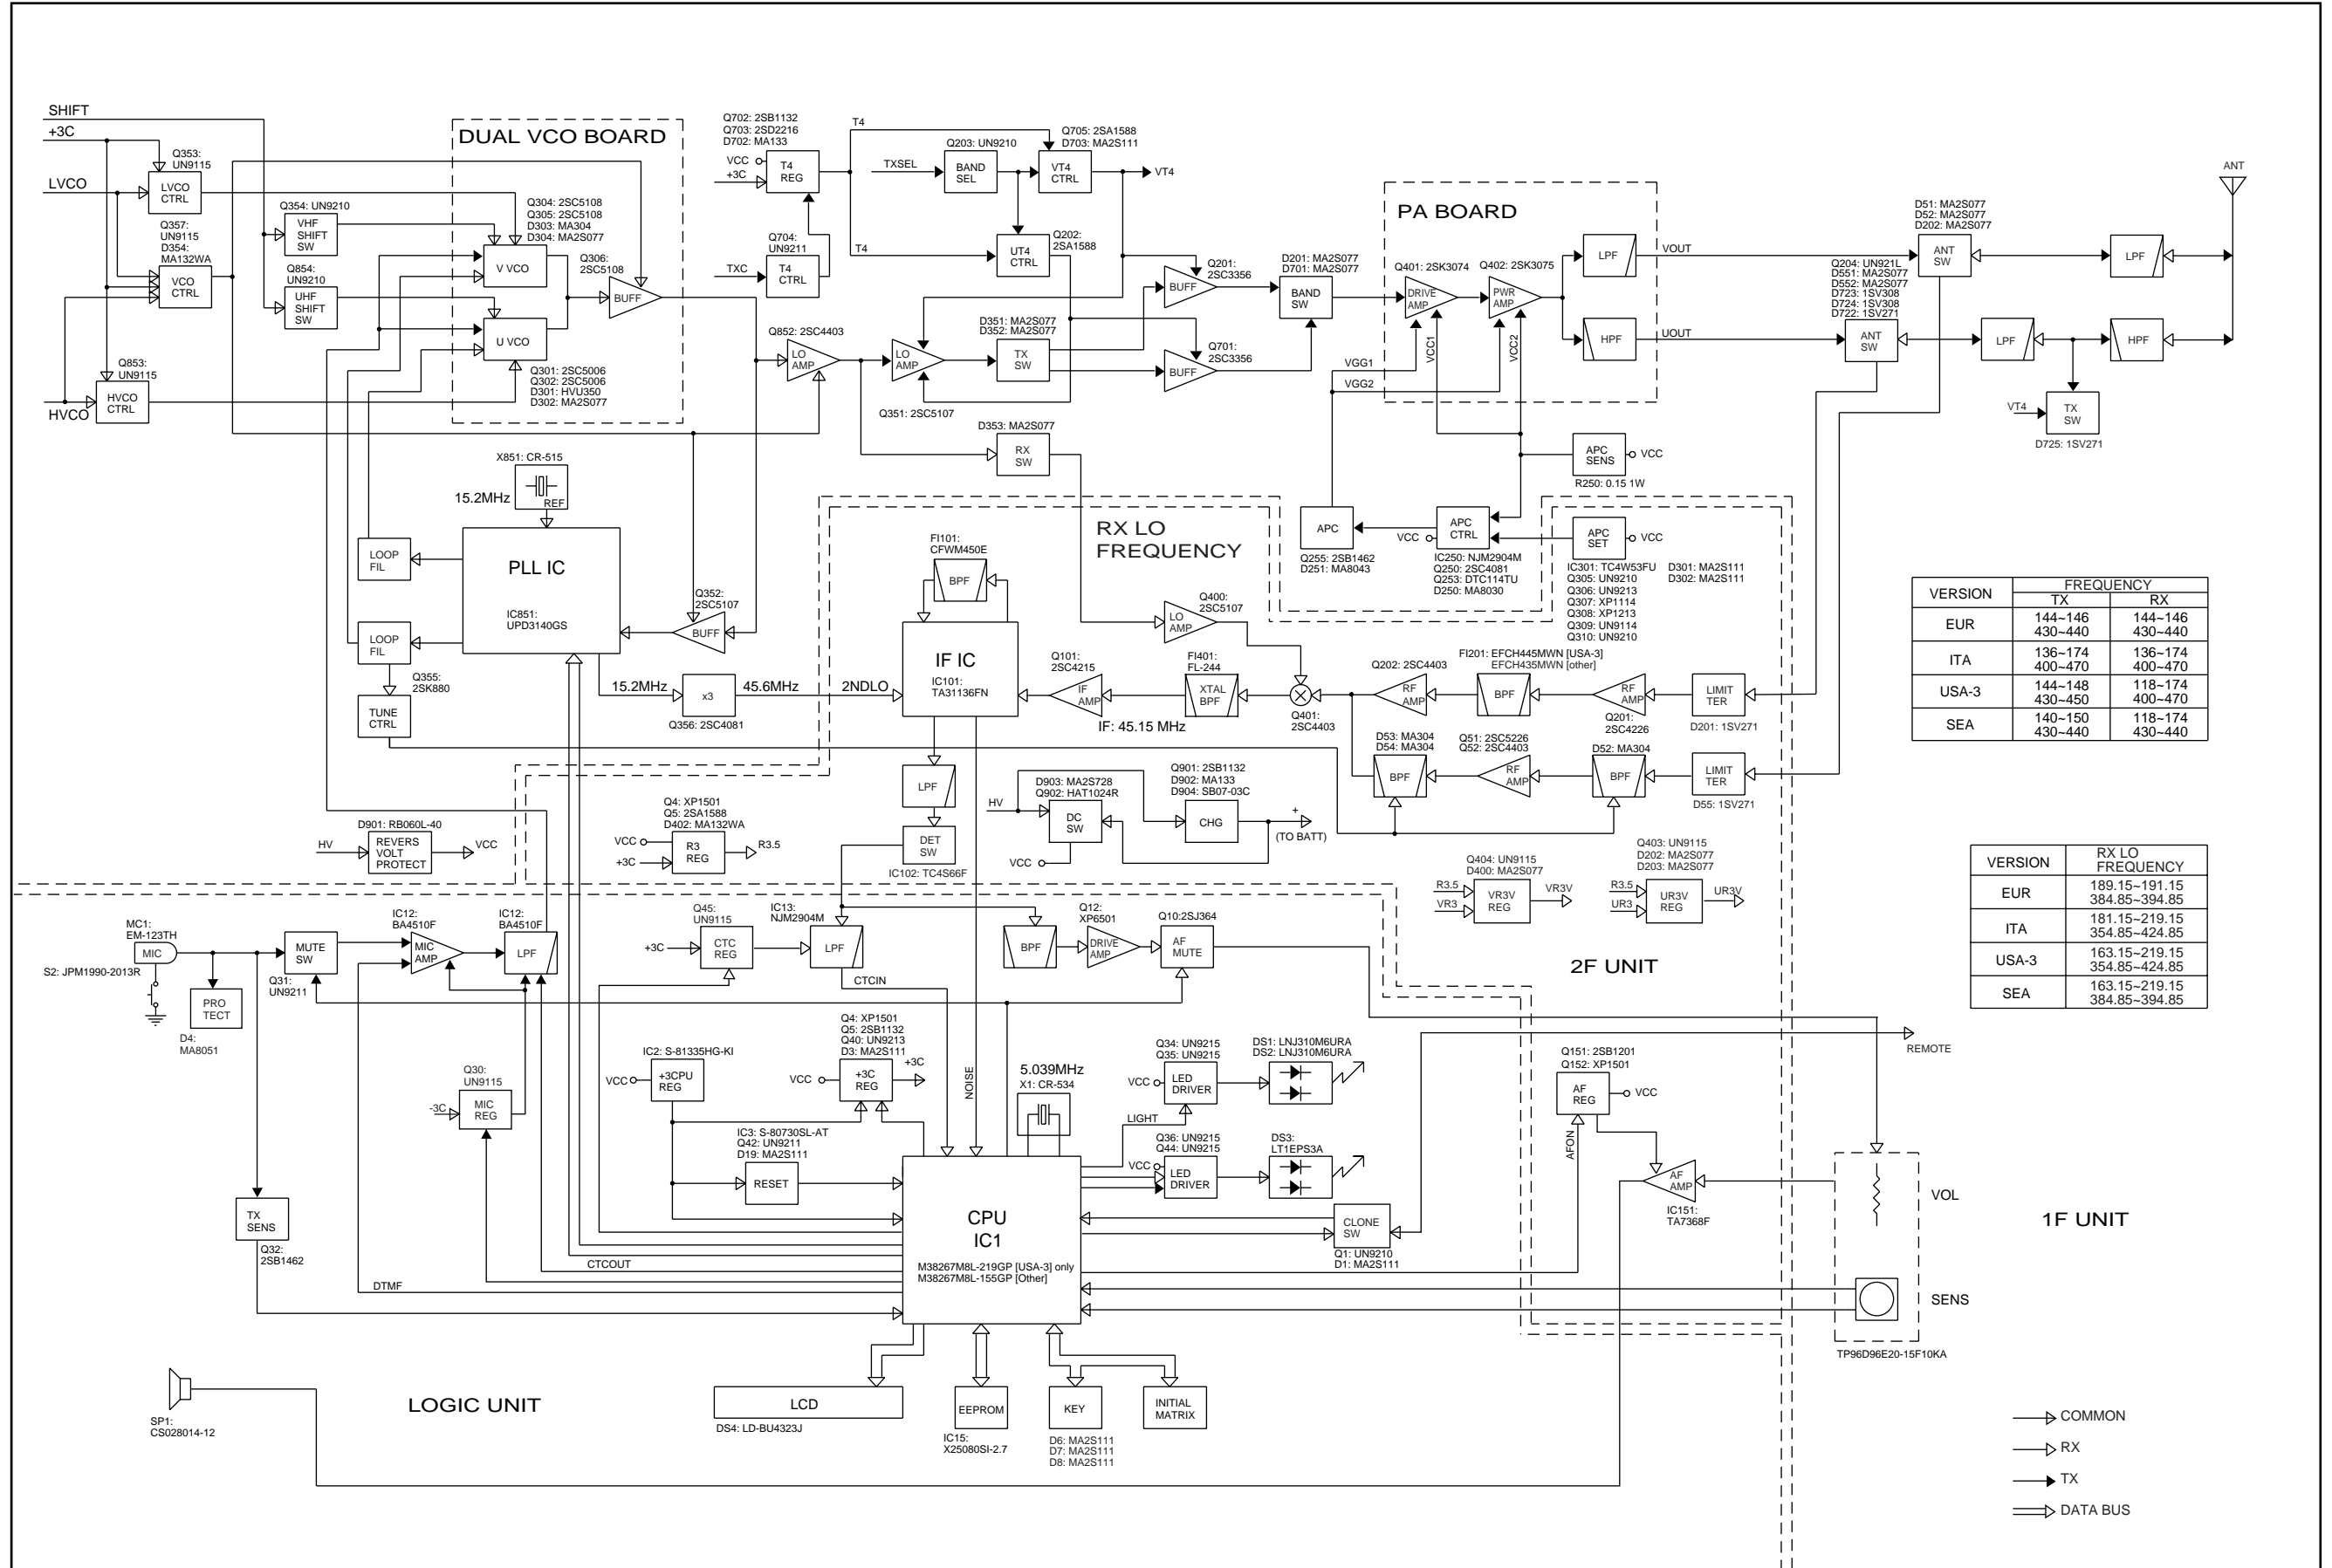 SHIFT
+3C
LVCO
HVCO
Q353:
UN9115
LVCO
CTRL
Q357:
UN9115
D354:
MA132WA
VCO
CTRL
Q853:
UN9115
HVCO
CTRL
Q354: UN9210
VHF
SHIFT
SW
Q854:
UN9210
UHF
SHIFT
SW
DUAL VCO BOARD
Q304: 2SC5108
Q305: 2SC5108
D303: MA304
D304: MA2S077
V VCO
U VCO
Q306:
2SC5108
BUFF
Q301: 2SC5006
Q302: 2SC5006
D301: HVU350
D302: MA2S077
Q702: 2SB1132
Q703: 2SD2216
D702: MA133
VCC
+3C
T4
REG
T4
Q704:
UN9211
TXC
T4
CTRL
T4
TXSEL
Q203: UN9210
BAND
SEL
Q705: 2SA1588
D703: MA2S111
VT4
CTRL
VT4
UT4
CTRL
Q202:
2SA1588
Q852: 2SC4403
LO
AMP
LO
AMP
Q351: 2SC5107
D351: MA2S077
D352: MA2S077
TX
SW
Q201:
2SC3356
BUFF
Q701:
2SC3356
BUFF
D201: MA2S077
D701: MA2S077
BAND
SW
D353: MA2S077
RX
SW
PA BOARD
Q401: 2SK3074
DRIVE
AMP
Q402: 2SK3075
PWR
AMP
VGG1
VGG2
VCC1
VCC2
LPF
HPF
VOUT
UOUT
D51: MA2S077
D52: MA2S077
D202: MA2S077
ANT
SW
Q204: UN921L
D551: MA2S077
D552: MA2S077
D723: 1SV308
D724: 1SV308
D722: 1SV271
ANT
SW
LPF
LPF
HPF
ANT
VT4
TX
SW
D725: 1SV271
APC
SENS
VCC
R250: 0.15 1W
APC
Q255: 2SB1462
D251: MA8043
VCC
APC
CTRL
IC250: NJM2904M
Q250: 2SC4081
Q253: DTC114TU
D250: MA8030
APC
SET
VCC
IC301: TC4W53FU
Q305: UN9210
Q306: UN9213
Q307: XP1114
Q308: XP1213
Q309: UN9114
Q310: UN9210
D301: MA2S111
D302: MA2S111
X851: CR-515
15.2MHz
REF
PLL IC
IC851:
UPD3140GS
LOOP
FIL
LOOP
FIL
Q355:
2SK880
TUNE
CTRL
Q352:
2SC5107
BUFF
15.2MHz
x3
Q356: 2SC4081
45.6MHz
2NDLO
RX LO
FREQUENCY
FI101:
CFWM450E
BPF
IF IC
IC101:
TA31136FN
Q101:
2SC4215
IF
AMP
FI401:
FL-244
XTAL
BPF
IF: 45.15 MHz
Q400:
2SC5107
LO
AMP
Q401:
2SC4403
Q202: 2SC4403
RF
AMP
FI201: EFCH445MWN [USA-3]
EFCH435MWN [other]
BPF
RF
AMP
Q201:
2SC4226
LIMIT
TER
D201: 1SV271
D53: MA304
D54: MA304
BPF
Q51: 2SC5226
Q52: 2SC4403
RF
AMP
D52: MA304
BPF
LIMIT
TER
D55: 1SV271
VERSION
FREQUENCY
TX RX
EUR 144~146 144~146
430~440 430~440
ITA 136~174 136~174
400~470 400~470
USA-3 144~148 118~174
430~450 400~470
SEA 140~150 118~174
430~440 430~440
VERSION
RX LO
FREQUENCY
EUR 189.15~191.15
384.85~394.85
ITA 181.15~219.15
354.85~424.85
USA-3 163.15~219.15
354.85~424.85
SEA 163.15~219.15
384.85~394.85
D901: RB060L-40
HV
REVERS
VOLT
PROTECT
VCC
Q4: XP1501
Q5: 2SA1588
D402: MA132WA
VCC
+3C
R3
REG
R3.5
LPF
DET
SW
IC102: TC4S66F
HV
D903: MA2S728
Q902: HAT1024R
DC
SW
VCC
Q901: 2SB1132
D902: MA133
D904: SB07-03C
CHG
+
(TO BATT)
Q404: UN9115
D400: MA2S077
R3.5
VR3
VR3V
REG
VR3V
Q403: UN9115
D202: MA2S077
D203: MA2S077
R3.5
UR3
UR3V
REG
UR3V
2F UNIT
MC1:
EM-123TH
MIC
S2: JPM1990-2013R
PRO
TECT
D4:
MA8051
MUTE
SW
Q31:
UN9211
IC12:
BA4510F
MIC
AMP
IC12:
BA4510F
LPF
Q45:
UN9115
+3C
CTC
REG
IC13:
NJM2904M
LPF
CTCIN
BPF
Q12:
XP6501
DRIVE
AMP
Q10:2SJ364
AF
MUTE
Q30:
UN9115
-3C
MIC
REG
IC2: S-81335HG-KI
VCC
+3CPU
REG
Q4: XP1501
Q5: 2SB1132
Q40: UN9213
D3: MA2S111
VCC
+3C
REG
+3C
NOISE
5.039MHz
X1: CR-534
IC3: S-80730SL-AT
Q42: UN9211
D19: MA2S111
RESET
Q34: UN9215
Q35: UN9215
VCC
LED
DRIVER
LIGHT
DS1: LNJ310M6URA
DS2: LNJ310M6URA
Q36: UN9215
Q44: UN9215
VCC
LED
DRIVER
DS3:
LT1EPS3A
CPU
IC1
M38267M8L-219GP [USA-3] only
M38267M8L-155GP [Other]
CLONE
SW
Q1: UN9210
D1: MA2S111
Q151: 2SB1201
Q152: XP1501
AF
REG
VCC
AFON
AF
AMP
IC151:
TA7368F
REMOTE
VOL
SENS
TP96D96E20-15F10KA
1F UNIT
TX
SENS
Q32:
2SB1462
CTCOUT
DTMF
SP1:
CS028014-12
LOGIC UNIT
LCD
DS4: LD-BU4323J
EEPROM
IC15:
X25080SI-2.7
KEY
D6: MA2S111
D7: MA2S111
D8: MA2S111
INITIAL
MATRIX
COMMON
RX
TX
DATA BUS